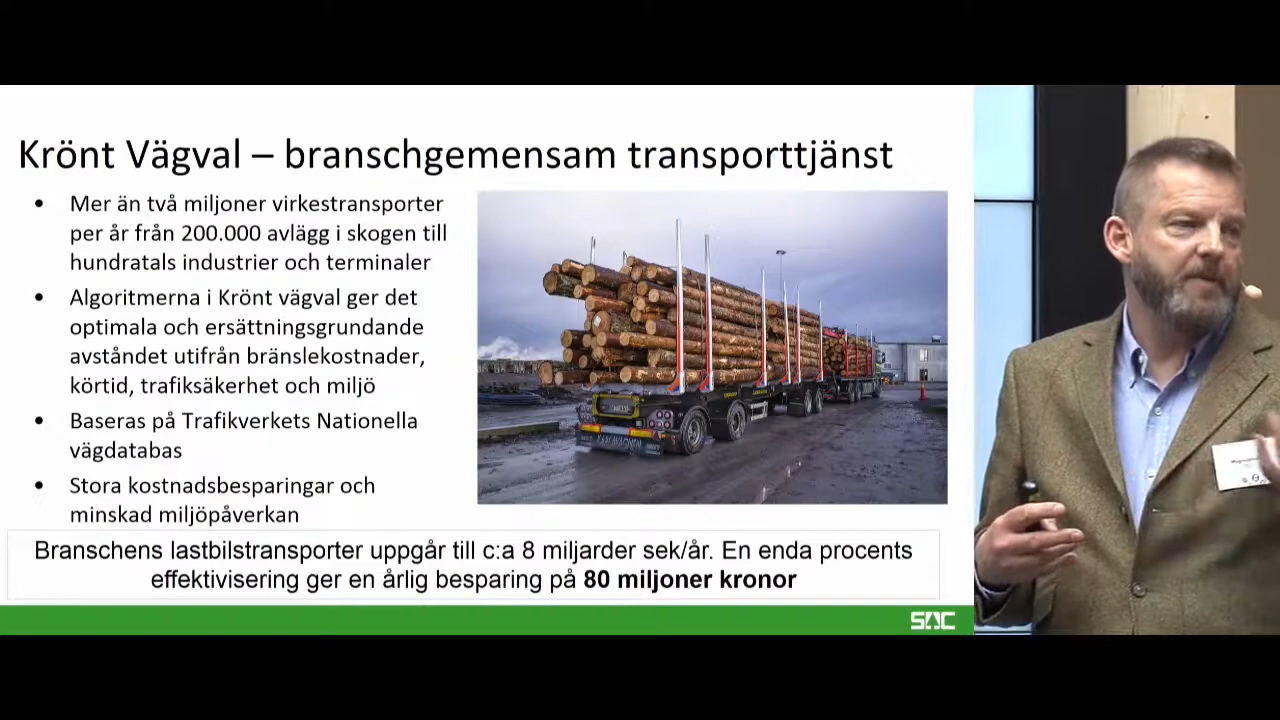 Krönt Vägval – branschgemensam transporttjänst
• Mer än två miljoner virkestransporter
per år från 200.000 avlägg i skogen till
hundratals industrier och terminaler
• Algoritmerna i Krönt vägval ger det
optimala och ersättningsgrundande
avståndet utifrån bränslekostnader,
körtid, trafiksäkerhet och miljö
• Baseras på Trafikverkets Nationella
vägdatabas
• Stora kostnadsbesparingar och
minskad miljöpåverkan
Branschens lastbilstransporter uppgår till c:a 8 miljarder sek/år. En enda procents
effektivisering ger en årlig besparing på 80 miljoner kronor
SDC